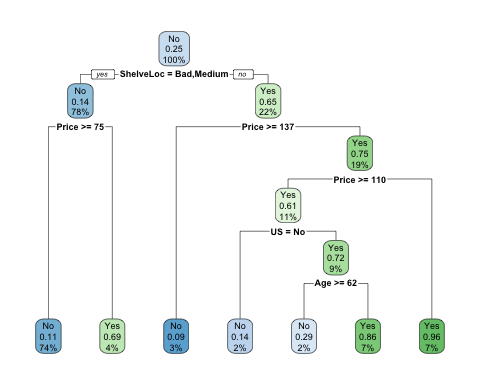 No
0.25
100%
yes ShelveLoc = Bad,Medium no
No
0.14
78%
Yes
0.65
22%
Price >= 75
Price >= 137
Yes
0.75
19%
Price >= 110
Yes
0.61
11%
US = No
Yes
0.72
9%
Age >= 62
No
0.11
74%
Yes
0.69
4%
No
0.09
3%
No
0.14
2%
No
0.29
2%
Yes
0.86
7%
Yes
0.96
7%